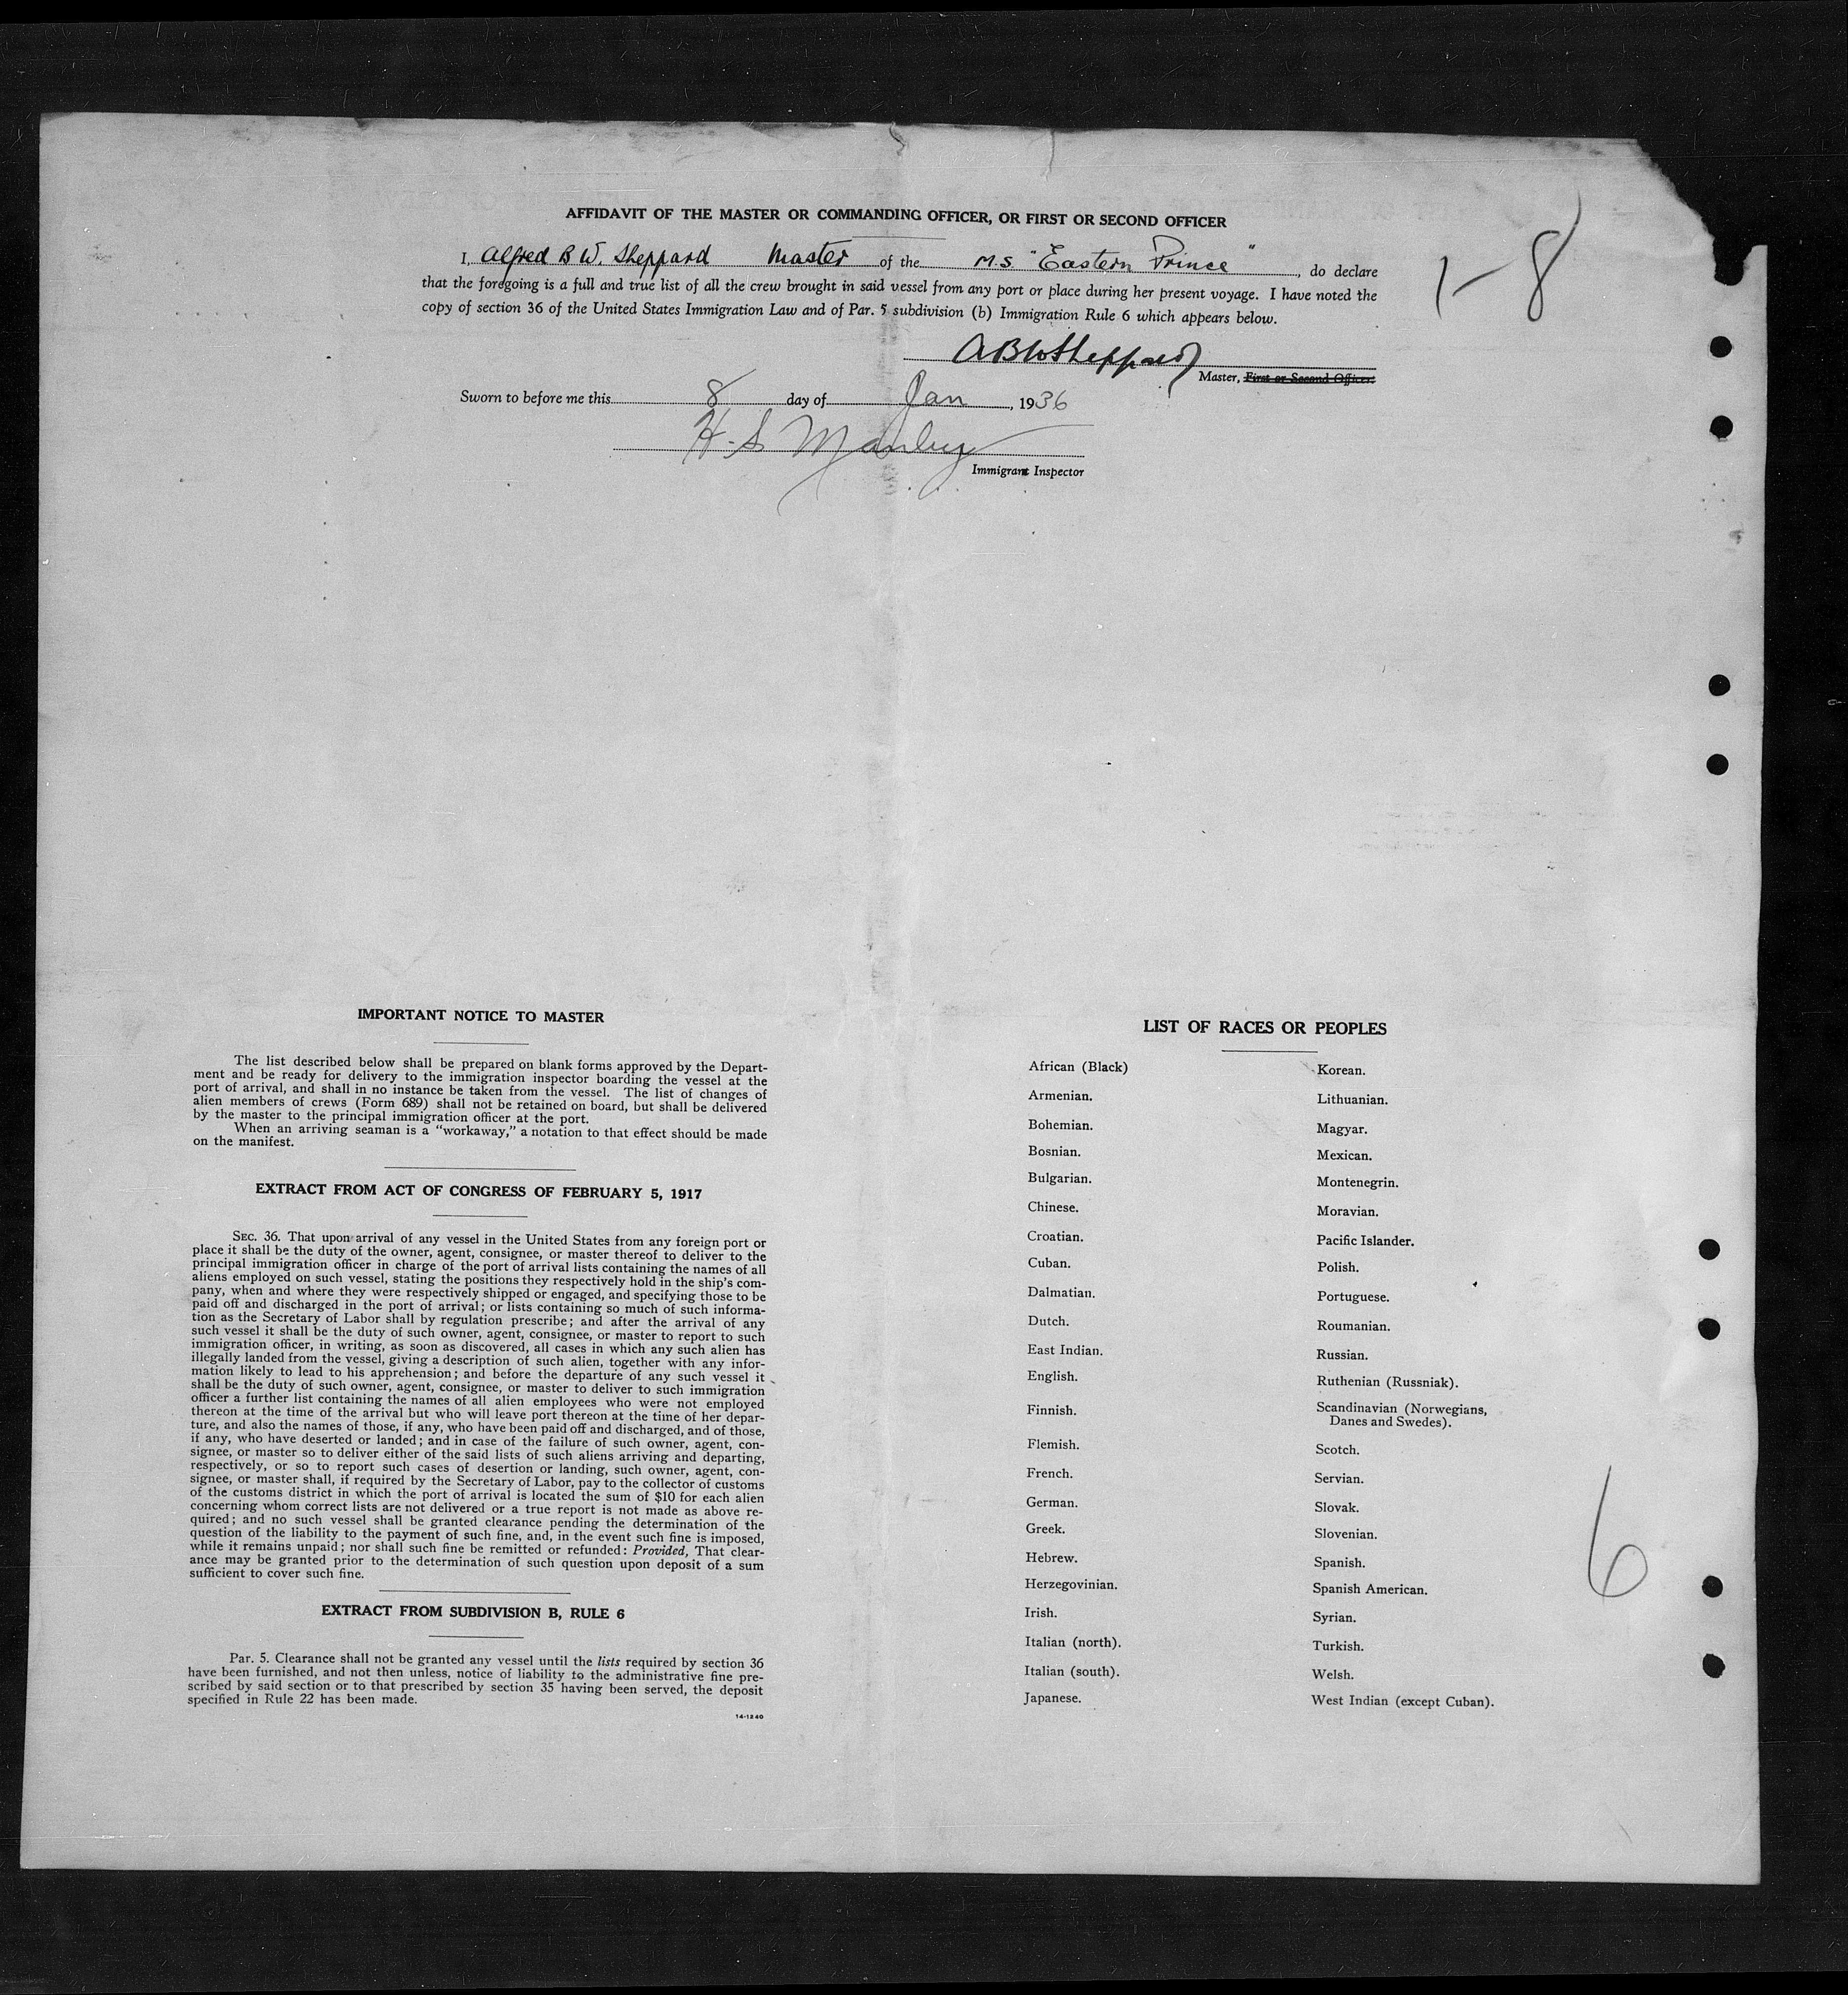 AFFIDAVIT OF THE MASTER OR COMMANDING OFFICER, OR FIRST OR SECOND OFFICER
1-8
I, Alfred B W. Sheppard Master of the M.S "Eastern Prince", do declare
that the foregoing is a full and true list of all the crew brought in said vessel from any port or place during her present voyage. I have noted the
copy of section 36 of the United States Immigration Law and of Par. 5 subdivision (b) Immigration Rule 6 which appears below.
ABWSheppard
Master, First or Second Officer.
Sworn to before me this 8 day of Jan, 1936
H. S. Manley
Immigrant Inspector
IMPORTANT NOTICE TO MASTER
The list described below shall be prepared on blank forms approved by the Depart-
ment and be ready for delivery to the immigration inspector boarding the vessel at the
port of arrival, and shall in no instance be taken from the vessel. The list of changes of
alien members of crews (Form 689) shall not be retained on board, but shall be delivered
by the master to the principal immigration officer at the port.
When an arriving seaman is a "workaway," a notation to that effect should be made
on the manifest.
EXTRACT FROM ACT OF CONGRESS OF FEBRUARY 5, 1917
SEC. 36. That upon arrival of any vessel in the United States from any foreign port or
place it shall be the duty of the owner, agent, consignee, or master thereof to deliver to the
principal immigration officer in charge of the port of arrival lists containing the names of all
aliens employed on such vessel, stating the positions they respectively hold in the ship's com-
pany, when and where they were respectively shipped or engaged, and specifying those to be
paid off and discharged in the port of arrival; or lists containing so much of such informa-
tion as the Secretary of Labor shall by regulation prescribe; and after the arrival of any
such vessel it shall be the duty of such owner, agent, consignee, or master to report to such
immigration officer, in writing, as soon as discovered, all cases in which any such alien has
illegally landed from the vessel, giving a description of such alien, together with any infor-
mation likely to lead to his apprehension; and before the departure of any such vessel it
shall be the duty of such owner, agent, consignee, or master to deliver to such immigration
officer a further list containing the names of all alien employees who were not employed
thereon at the time of the arrival but who will leave port thereon at the time of her depar-
ture, and also the names of those, if any, who have been paid off and discharged, and of those,
if any, who have deserted or landed; and in case of the failure of such owner, agent, con-
signee, or master so to deliver either of the said lists of such aliens arriving and departing,
respectively, or so to report such cases of desertion or landing, such owner, agent, con-
signee, or master shall, if required by the Secretary of Labor, pay to the collector of customs
of the customs district in which the port of arrival is located the sum of $10 for each alien
concerning whom correct lists are not delivered or a true report is not made as above re-
quired; and no such vessel shall be granted clearance pending the determination of the
question of the liability to the payment of such fine, and, in the event such fine is imposed,
while it remains unpaid; nor shall such fine be remitted or refunded: Provided, That clear-
ance may be granted prior to the determination of such question upon deposit of a sum
sufficient to cover such fine.
EXTRACT FROM SUBDIVISION B, RULE 6
Par. 5. Clearance shall not be granted any vessel until the lists required by section 36
have been furnished, and not then unless, notice of liability to the administrative fine pre-
scribed by said section or to that prescribed by section 35 having been served, the deposit
specified in Rule 22 has been made.
14-1240
LIST OF RACES OR PEOPLES
African (Black)
Armenian.
Bohemian.
Bosnian.
Bulgarian.
Chinese.
Croatian.
Cuban.
Dalmatian.
Dutch.
East Indian.
English.
Finnish.
Flemish.
French.
German.
Greek.
Hebrew.
Herzegovinian.
Irish.
Italian (north).
Italian (south).
Japanese.
Korean.
Lithuanian.
Magyar.
Mexican.
Montenegrin.
Moravian.
Pacific Islander.
Polish.
Portuguese.
Roumanian.
Russian.
Ruthenian (Russniak).
Scandinavian (Norwegians,
Danes and Swedes).
Scotch.
Servian.
Slovak.
Slovenian.
Spanish.
Spanish American.
Syrian.
Turkish.
Welsh.
West Indian (except Cuban).
6